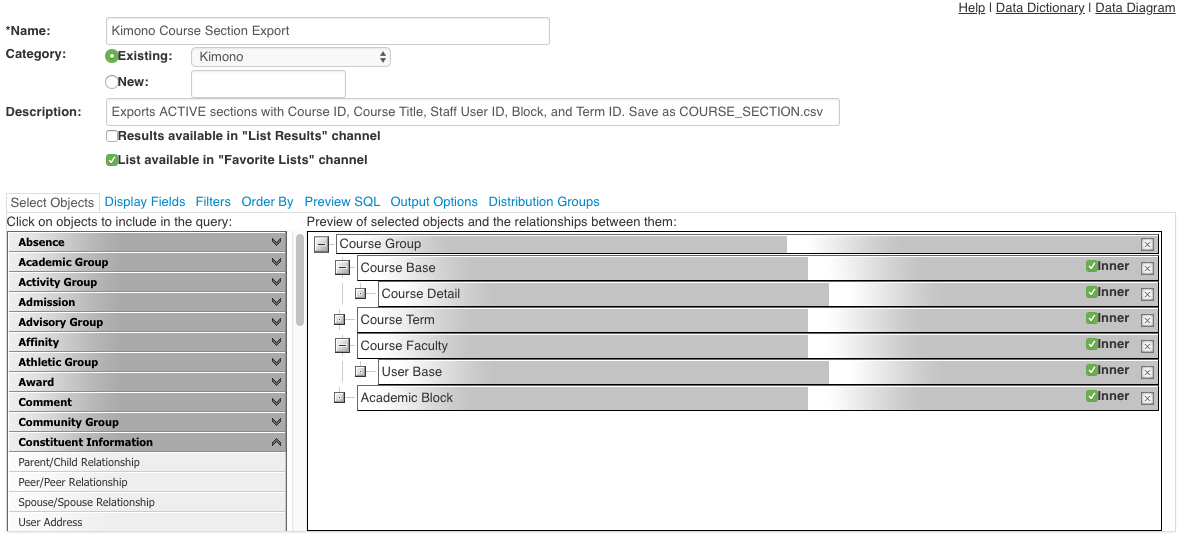 Help | Data Dictionary | Data Diagram
*Name: Kimono Course Section Export
Category: Existing: Kimono
New:
Description: Exports ACTIVE sections with Course ID, Course Title, Staff User ID, Block, and Term ID. Save as COURSE_SECTION.csv
Results available in "List Results" channel
List available in "Favorite Lists" channel
Select Objects Display Fields Filters Order By Preview SQL Output Options Distribution Groups
Click on objects to include in the query: Preview of selected objects and the relationships between them:
Absence
Academic Group
Activity Group
Admission
Advisory Group
Affinity
Athletic Group
Award
Comment
Community Group
Constituent Information
Parent/Child Relationship
Peer/Peer Relationship
Spouse/Spouse Relationship
User Address
Course Group
Course Base Inner
Course Detail Inner
Course Term Inner
Course Faculty Inner
User Base Inner
Academic Block Inner